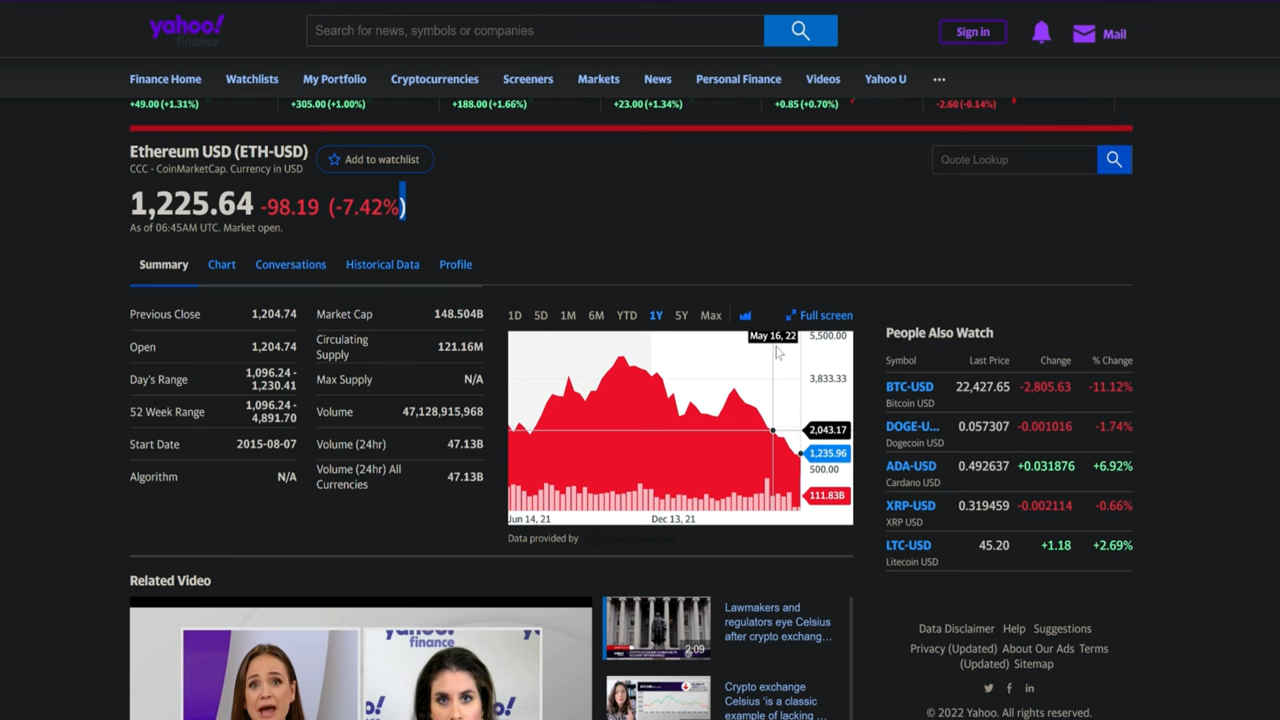 yahoo!
finance
Search for news, symbols or companies
Sign in
Mail
Finance Home Watchlists My Portfolio Cryptocurrencies Screeners Markets News Personal Finance Videos Yahoo U ...
+49.00 (+1.31%) +305.00 (+1.00%) +188.00 (+1.66%) +23.00 (+1.34%) +0.85 (+0.70%) -2.60 (-0.14%)
Ethereum USD (ETH-USD)
Add to watchlist
CCC - CoinMarketCap. Currency in USD
Quote Lookup
1,225.64 -98.19 (-7.42%)
As of 06:45AM UTC. Market open.
Summary Chart Conversations Historical Data Profile
Previous Close 1,204.74
Open 1,204.74
Day's Range 1,096.24 -
1,230.41
52 Week Range 1,096.24 -
4,891.70
Start Date 2015-08-07
Algorithm N/A
Market Cap 148.504B
Circulating
Supply 121.16M
Max Supply N/A
Volume 47,128,915,968
Volume (24hr) 47.13B
Volume (24hr) All
Currencies 47.13B
1D 5D 1M 6M YTD 1Y 5Y Max Full screen
May 16, 22
5,500.00
3,833.33
2,043.17
1,235.96
500.00
111.83B
Jun 14, 21 Dec 13, 21
Data provided by
People Also Watch
Symbol Last Price Change % Change
BTC-USD 22,427.65 -2,805.63 -11.12%
Bitcoin USD
DOGE-U... 0.057307 -0.001016 -1.74%
Dogecoin USD
ADA-USD 0.492637 +0.031876 +6.92%
Cardano USD
XRP-USD 0.319459 -0.002114 -0.66%
XRP USD
LTC-USD 45.20 +1.18 +2.69%
Litecoin USD
Related Video
yahoo!
finance
Lawmakers and
regulators eye Celsius
after crypto exchang...
2:09
Crypto exchange
Celsius 'is a classic
example of lacking ...
Data Disclaimer Help Suggestions
Privacy (Updated) About Our Ads Terms
(Updated) Sitemap
© 2022 Yahoo. All rights reserved.